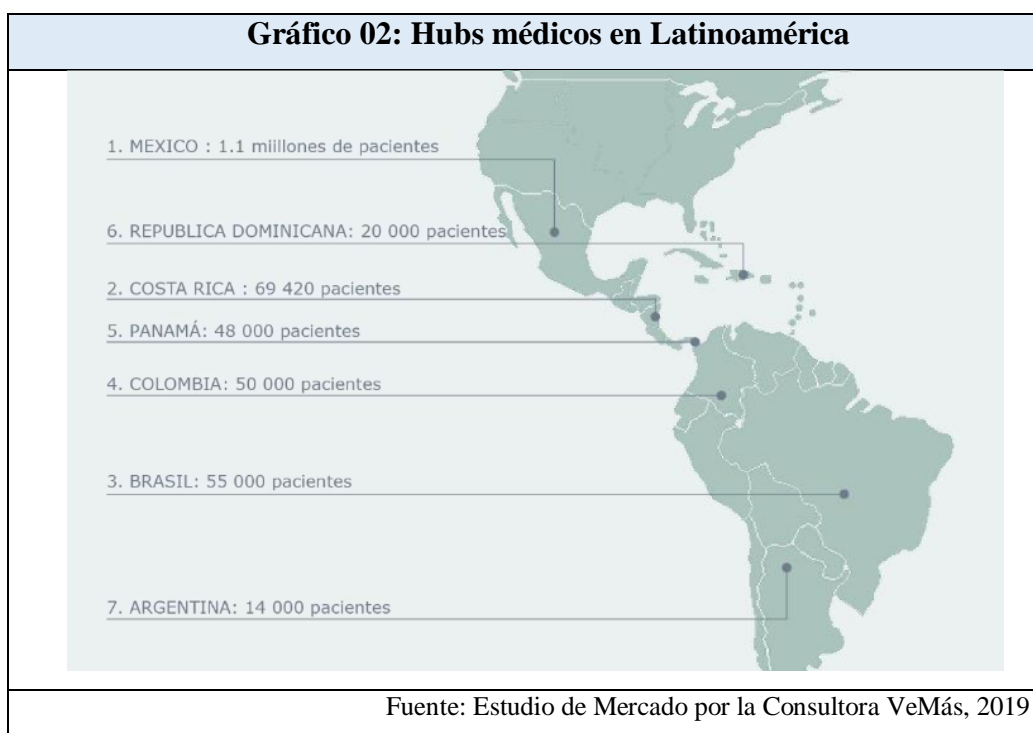 Gráfico 02: Hubs médicos en Latinoamérica
1. MEXICO : 1.1 miillones de pacientes
6. REPUBLICA DOMINICANA: 20 000 pacientes
2. COSTA RICA : 69 420 pacientes
5. PANAMÁ: 48 000 pacientes
4. COLOMBIA: 50 000 pacientes
3. BRASIL: 55 000 pacientes
7. ARGENTINA: 14 000 pacientes
Fuente: Estudio de Mercado por la Consultora VeMás, 2019